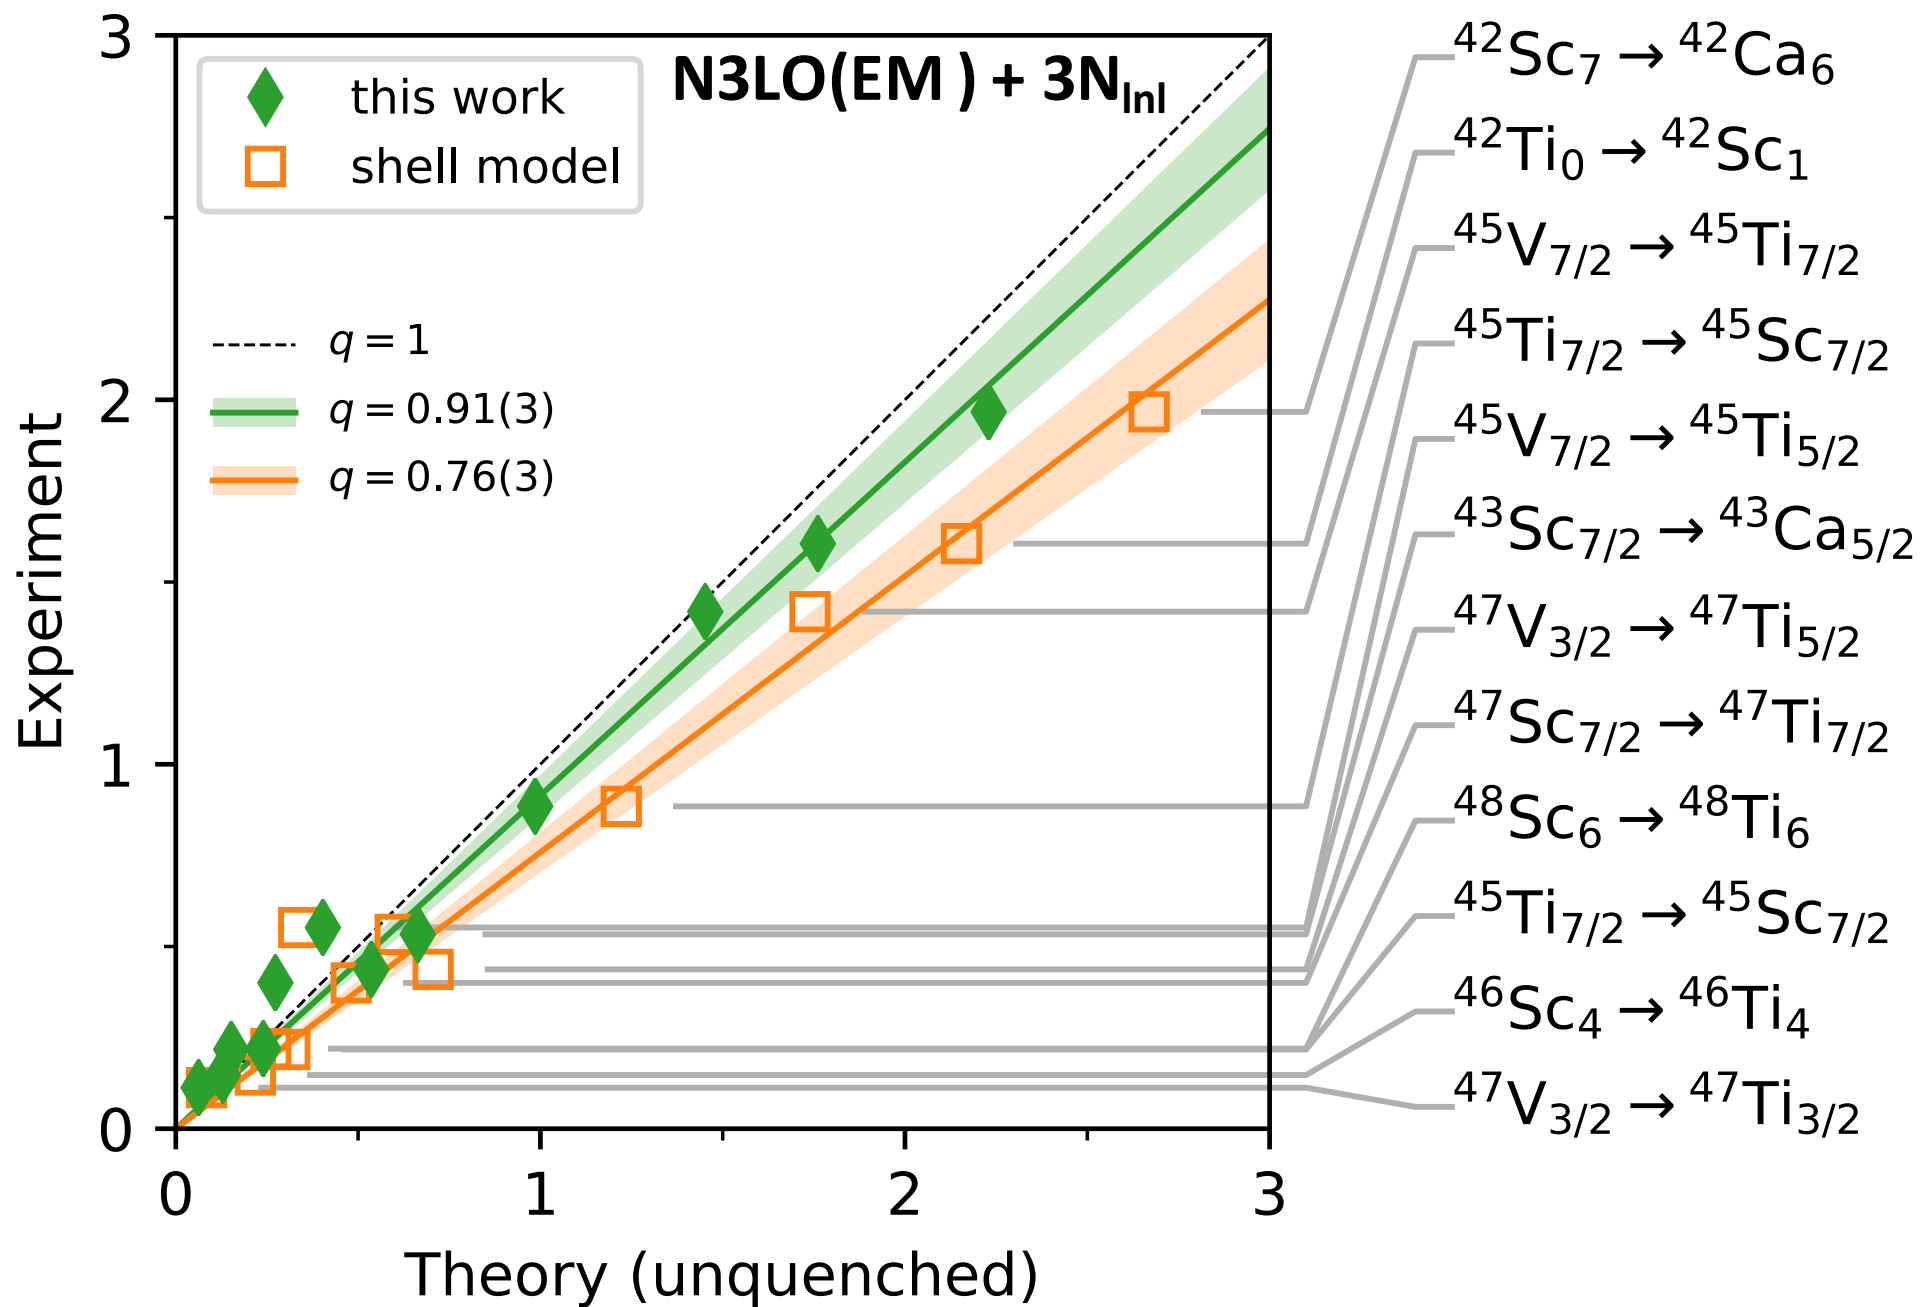 N3LO(EM ) + 3N_lnl
this work
shell model
q = 1
q = 0.91(3)
q = 0.76(3)
3
2
1
0
Experiment
0 1 2 3
Theory (unquenched)
⁴²Sc₇ → ⁴²Ca₆
⁴²Ti₀ → ⁴²Sc₁
⁴⁵V₇/₂ → ⁴⁵Ti₇/₂
⁴⁵Ti₇/₂ → ⁴⁵Sc₇/₂
⁴⁵V₇/₂ → ⁴⁵Ti₅/₂
⁴³Sc₇/₂ → ⁴³Ca₅/₂
⁴⁷V₃/₂ → ⁴⁷Ti₅/₂
⁴⁷Sc₇/₂ → ⁴⁷Ti₇/₂
⁴⁸Sc₆ → ⁴⁸Ti₆
⁴⁵Ti₇/₂ → ⁴⁵Sc₇/₂
⁴⁶Sc₄ → ⁴⁶Ti₄
⁴⁷V₃/₂ → ⁴⁷Ti₃/₂